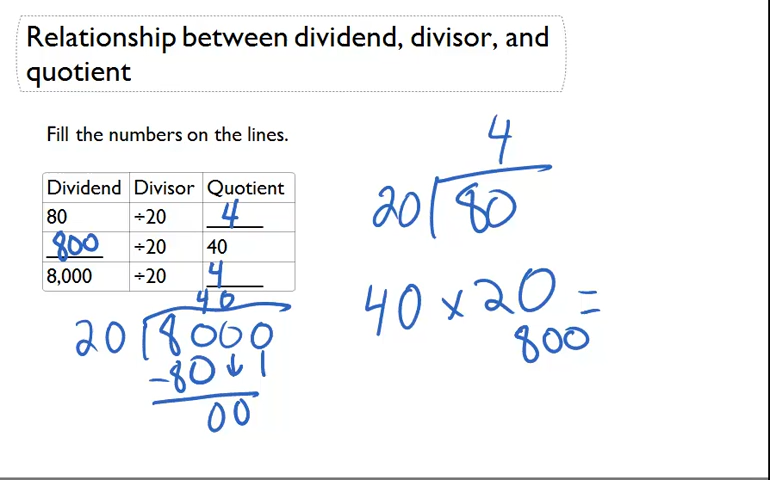 Relationship between dividend, divisor, and
quotient
Fill the numbers on the lines.
Dividend Divisor Quotient
80 ÷20 4
800 ÷20 40
8,000 ÷20 4
4
20 80
40 × 20 =
800
40
20 8000
-80↓
00